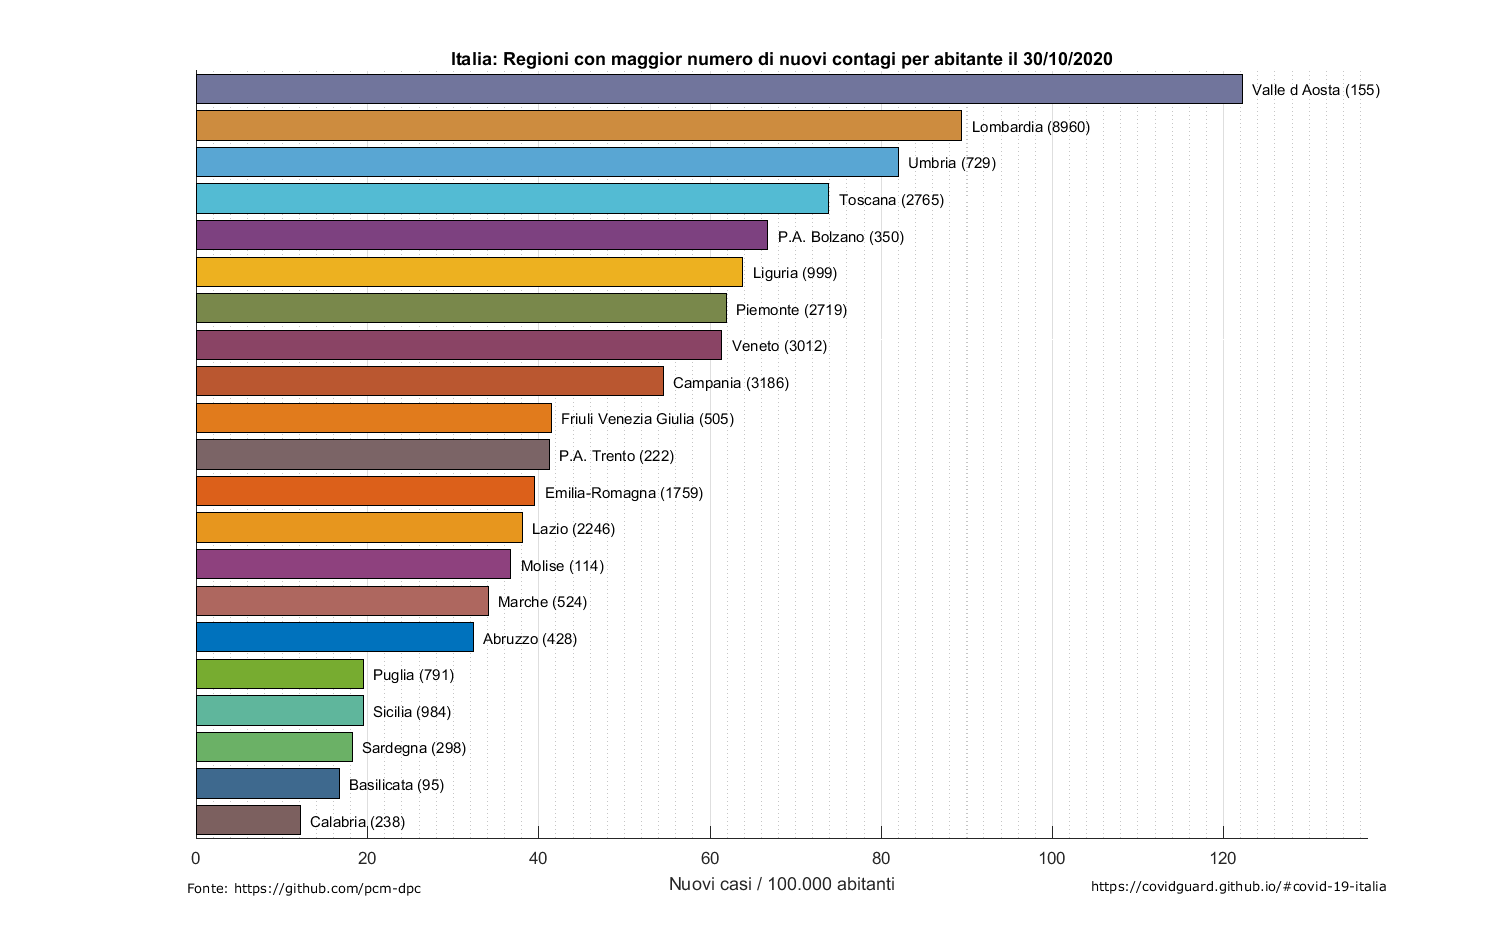 Italia: Regioni con maggior numero di nuovi contagi per abitante il 30/10/2020
Valle d Aosta (155)
Lombardia (8960)
Umbria (729)
Toscana (2765)
P.A. Bolzano (350)
Liguria (999)
Piemonte (2719)
Veneto (3012)
Campania (3186)
Friuli Venezia Giulia (505)
P.A. Trento (222)
Emilia-Romagna (1759)
Lazio (2246)
Molise (114)
Marche (524)
Abruzzo (428)
Puglia (791)
Sicilia (984)
Sardegna (298)
Basilicata (95)
Calabria (238)
0 20 40 60 80 100 120
Nuovi casi / 100.000 abitanti
Fonte: https://github.com/pcm-dpc
https://covidguard.github.io/#covid-19-italia